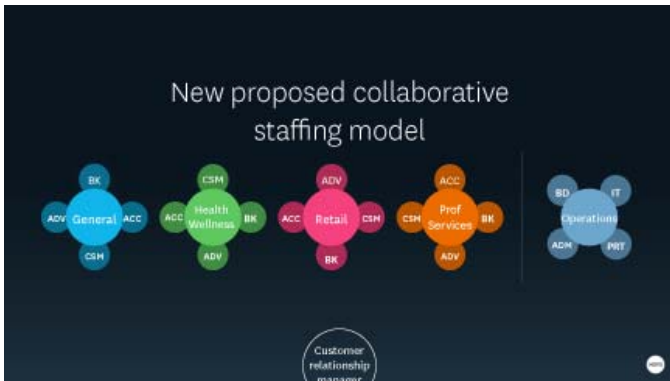 New proposed collaborative
staffing model
BK
ADV General ACC
CSM
CSM
ACC Health Wellness BK
ADV
ADV
ACC Retail CSM
BK
ACC
CSM Prof Services BK
ADV
BD IT
Operations
ADM PRT
Customer
relationship
manager